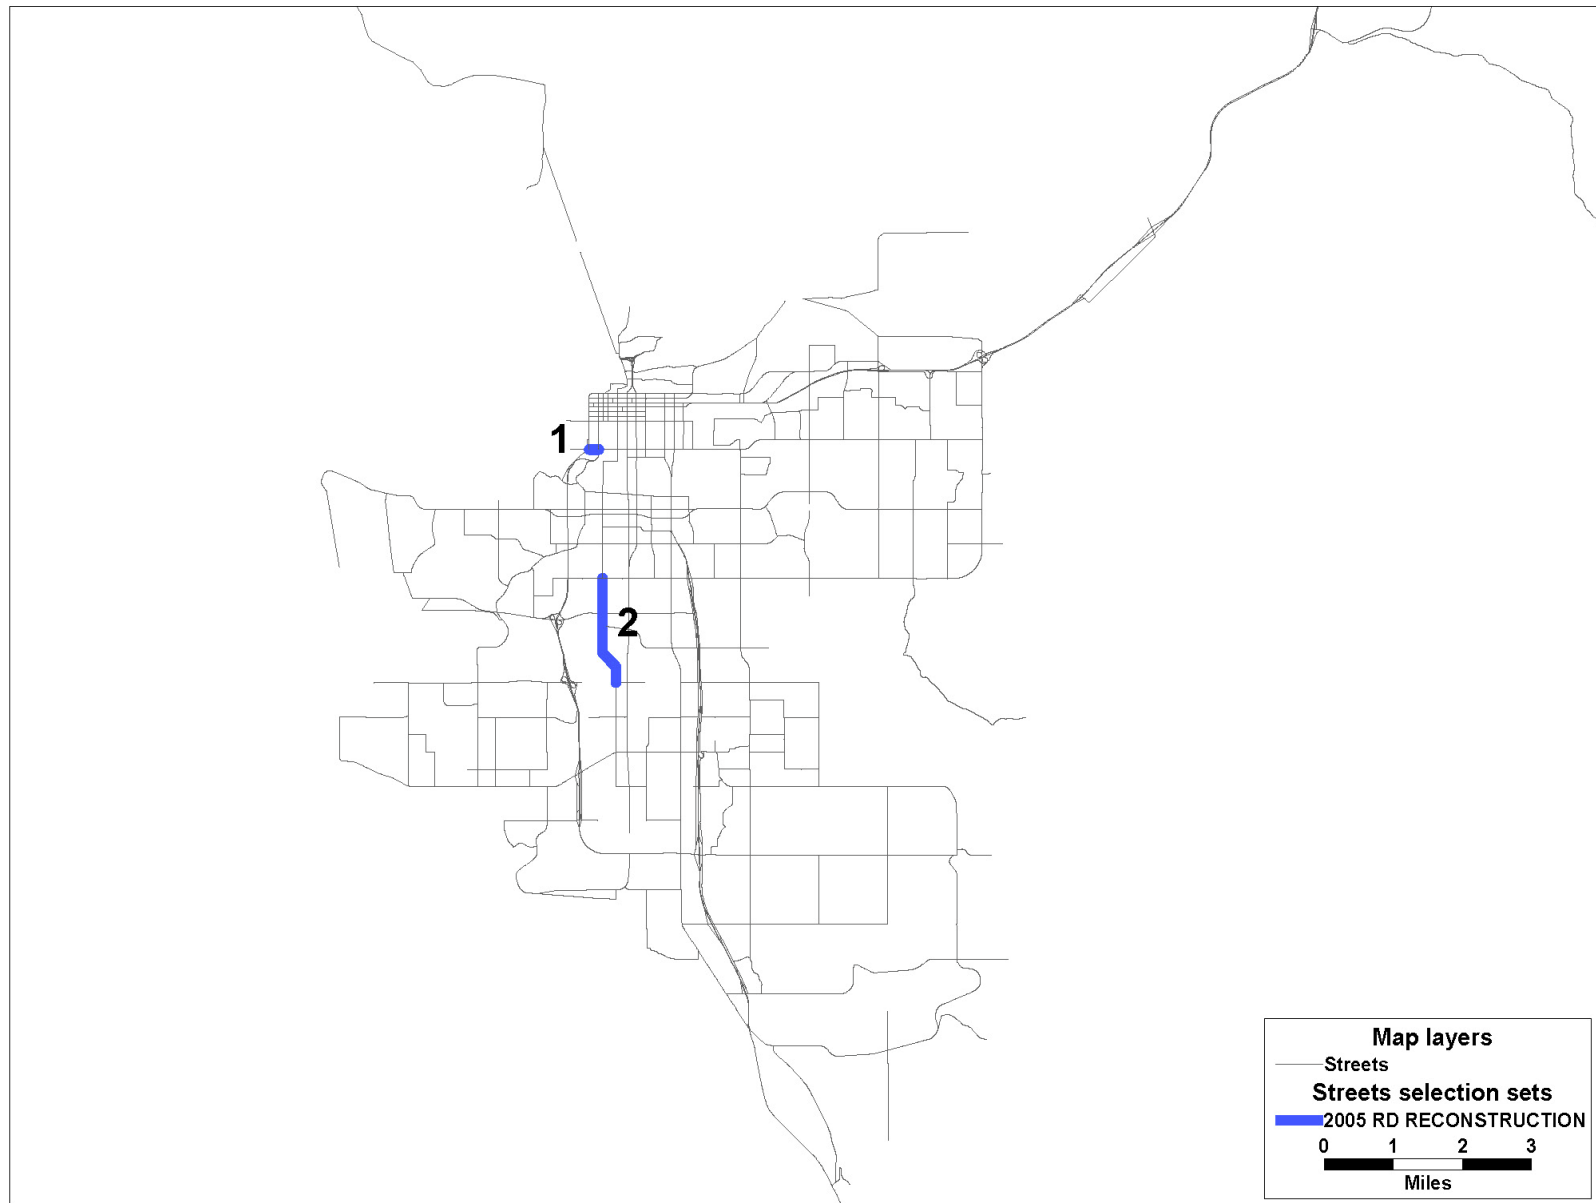 1
2
Map layers
Streets
Streets selection sets
2005 RD RECONSTRUCTION
0 1 2 3
Miles